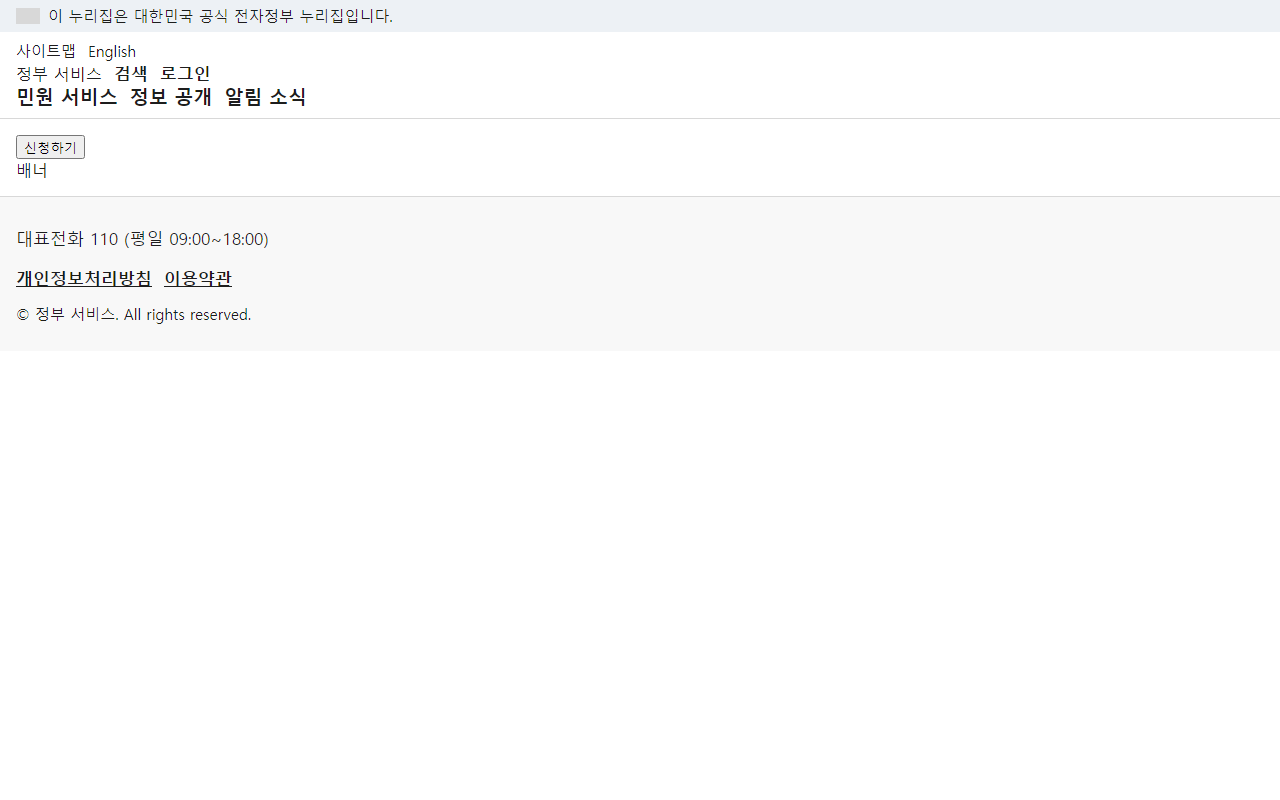 이 누리집은 대한민국 공식 전자정부 누리집입니다.
사이트맵 English
정부 서비스 검색 로그인
민원 서비스 정보 공개 알림 소식
신청하기
배너
대표전화 110 (평일 09:00~18:00)
개인정보처리방침 이용약관
© 정부 서비스. All rights reserved.